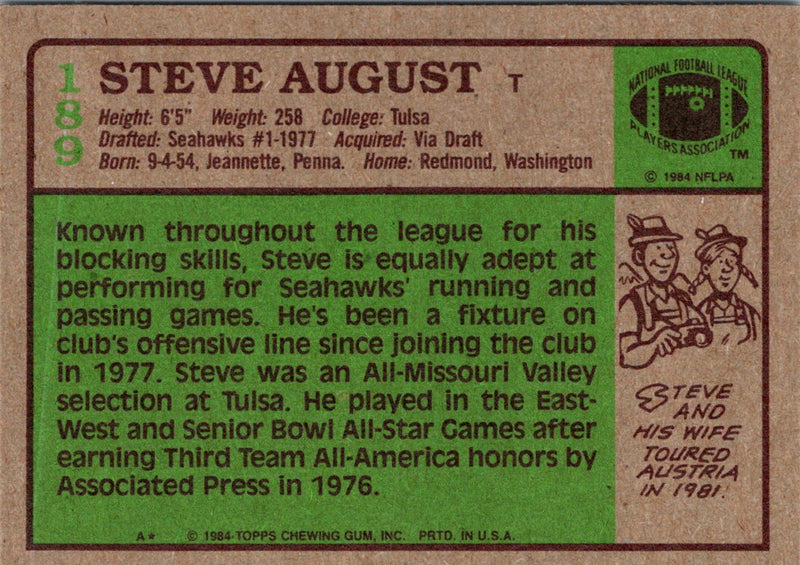 189
STEVE AUGUST T
Height: 6'5" Weight: 258 College: Tulsa
Drafted: Seahawks #1-1977 Acquired: Via Draft
Born: 9-4-54, Jeannette, Penna. Home: Redmond, Washington
NATIONAL FOOTBALL LEAGUE
PLAYERS ASSOCIATION
TM
© 1984 NFLPA
Known throughout the league for his
blocking skills, Steve is equally adept at
performing for Seahawks' running and
passing games. He's been a fixture on
club's offensive line since joining the club
in 1977. Steve was an All-Missouri Valley
selection at Tulsa. He played in the East-
West and Senior Bowl All-Star Games after
earning Third Team All-America honors by
Associated Press in 1976.
STEVE
AND
HIS WIFE
TOURED
AUSTRIA
IN 1981.
A* © 1984 TOPPS CHEWING GUM, INC. PRTD. IN U.S.A.